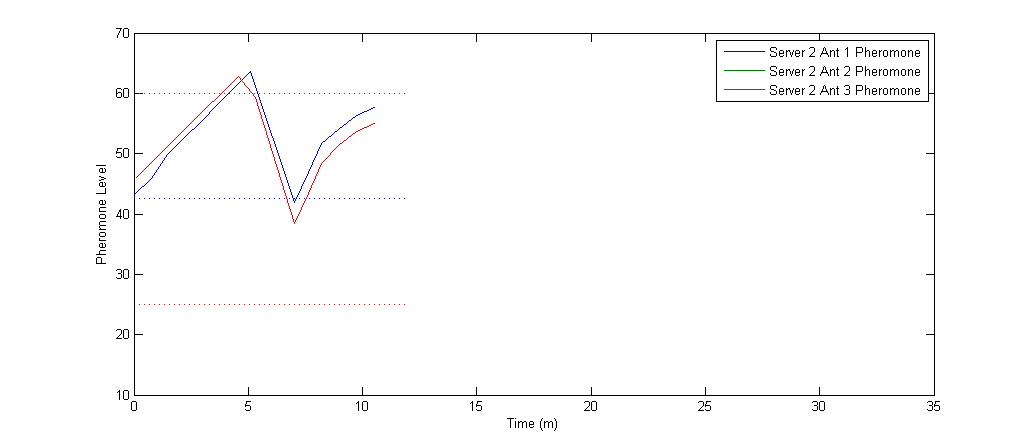 70
60
50
40
30
20
10
Pheromone Level
Server 2 Ant 1 Pheromone
Server 2 Ant 2 Pheromone
Server 2 Ant 3 Pheromone
0 5 10 15 20 25 30 35
Time (m)